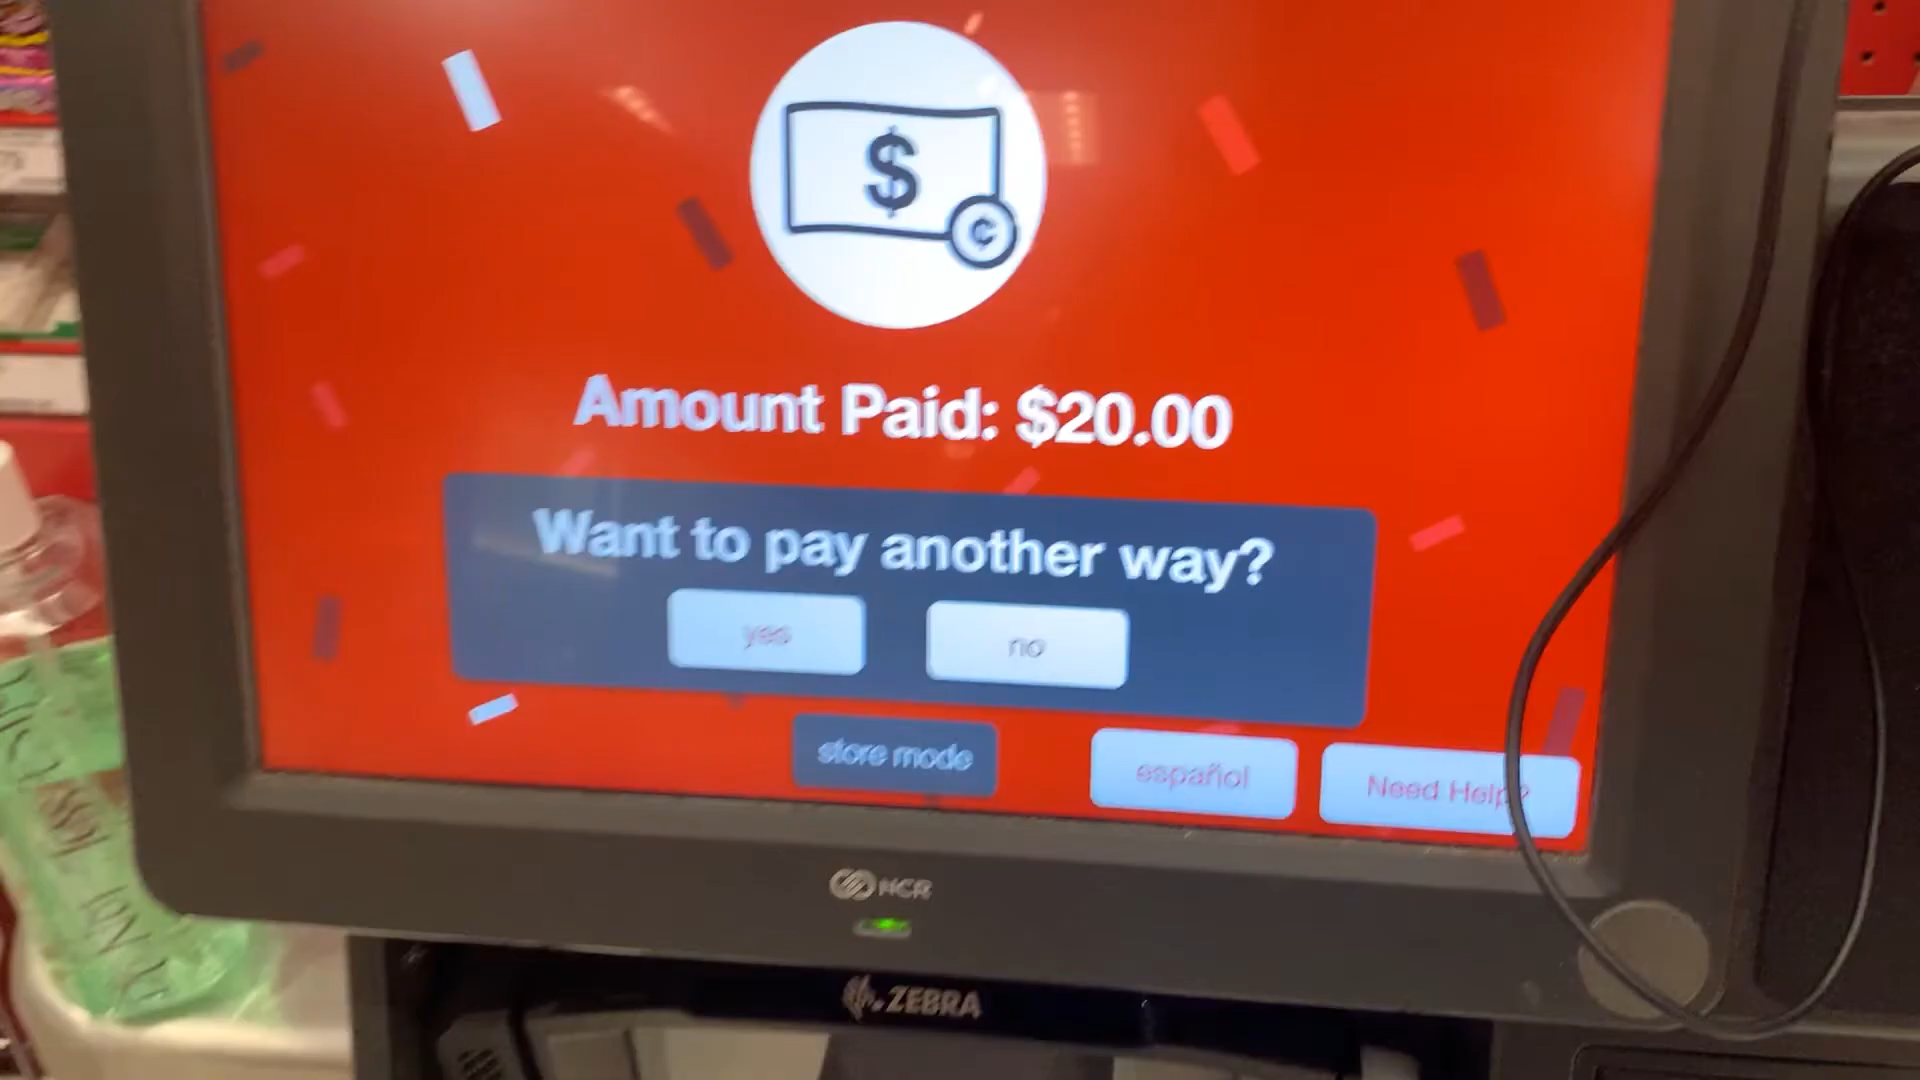 $
¢
Amount Paid: $20.00
Want to pay another way?
yes
no
store mode
español
Need Help?
NCR
ZEBRA